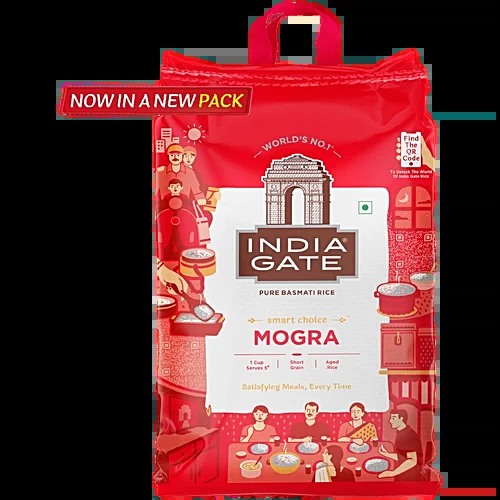 NOW IN A NEW PACK
WORLD'S NO.1
Find
The
QR
Code
To Unlock The World
Of India Gate Rice
INDIA
GATE
®
PURE BASMATI RICE
smart choice
MOGRA
1 Cup
Serves 5
Short
Grain
Aged
Rice
Satisfying Meals, Every Time